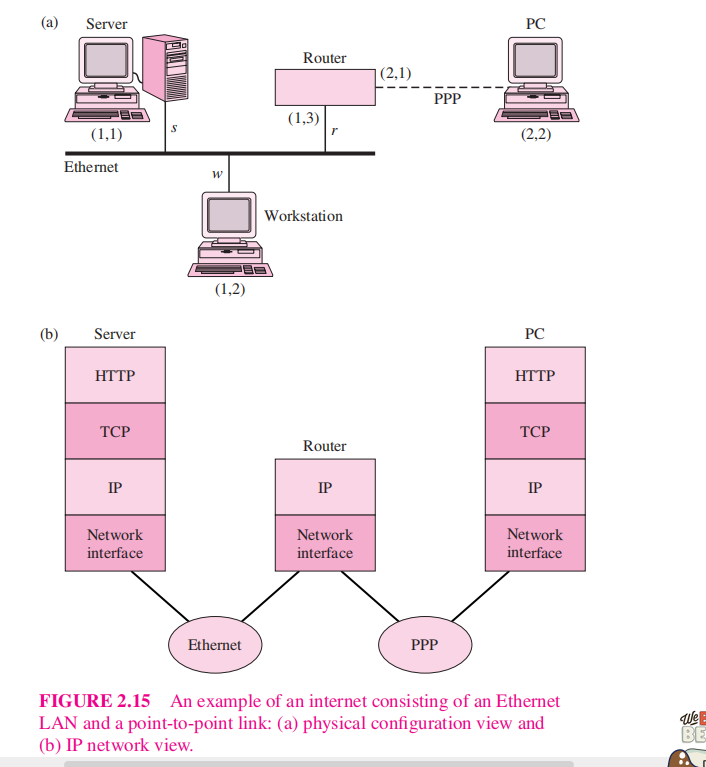 (a)
Server
PC
Router
(2,1)
PPP
(1,3)
r
s
(1,1)
(2,2)
Ethernet
w
Workstation
(1,2)
(b)
Server
PC
HTTP
HTTP
TCP
TCP
Router
IP
IP
IP
Network
interface
Network
interface
Network
interface
Ethernet
PPP
FIGURE 2.15 An example of an internet consisting of an Ethernet
LAN and a point-to-point link: (a) physical configuration view and
(b) IP network view.
We